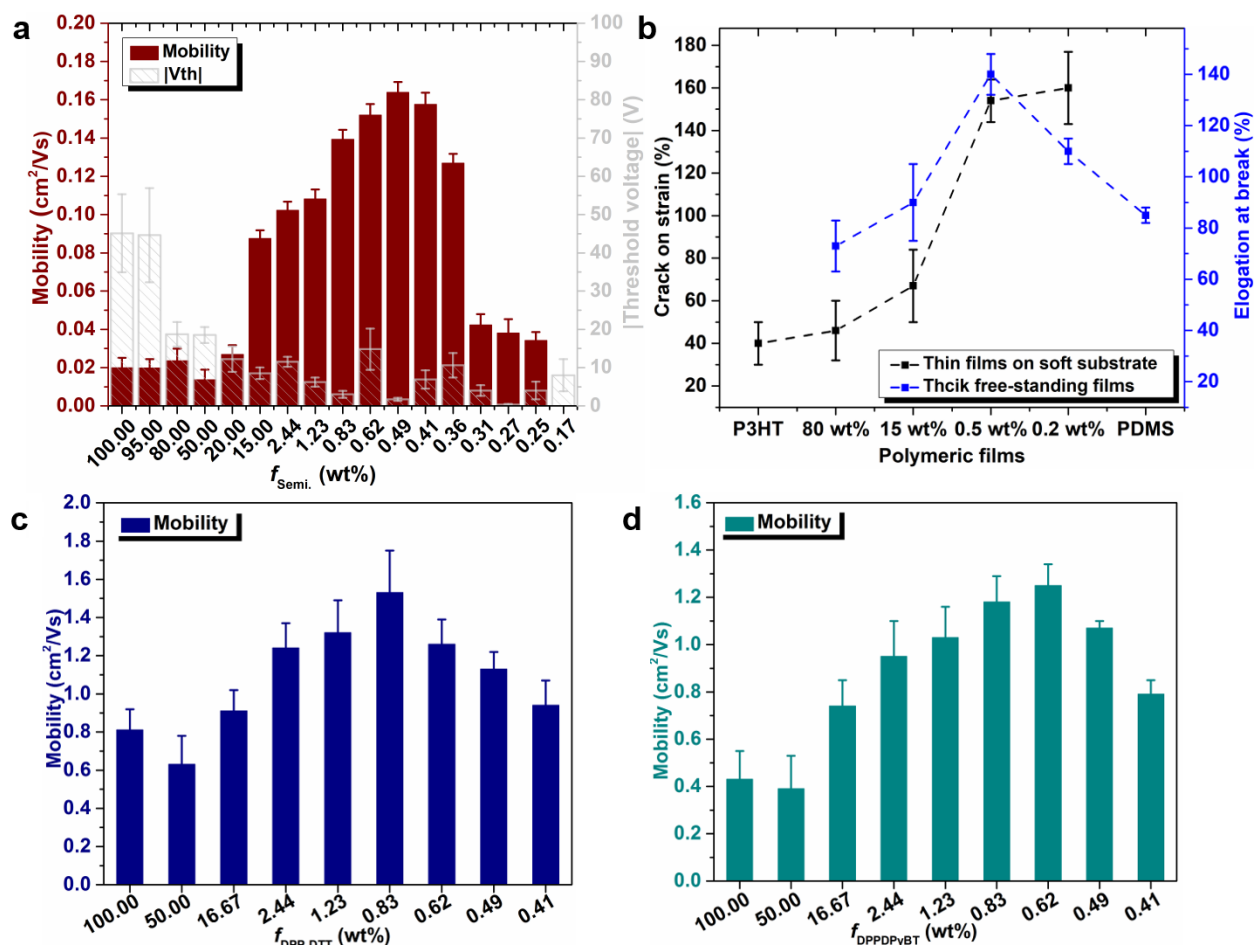 a
Mobility
|Vth|
Mobility (cm²/Vs)
0.20
0.18
0.16
0.14
0.12
0.10
0.08
0.06
0.04
0.02
0.00
100
90
80
70
60
50
40
30
20
10
0
|Threshold voltage| (V)
100.00 95.00 80.00 50.00 20.00 15.00 2.44 1.23 0.83 0.62 0.49 0.41 0.36 0.31 0.27 0.25 0.17
fSemi. (wt%)
b
Crack on strain (%)
180
160
140
120
100
80
60
40
20
140
120
100
80
60
40
20
Elogation at break (%)
Thin films on soft substrate
Thcik free-standing films
P3HT 80 wt% 15 wt% 0.5 wt% 0.2 wt% PDMS
Polymeric films
c
Mobility
Mobility (cm²/Vs)
2.0
1.8
1.6
1.4
1.2
1.0
0.8
0.6
0.4
0.2
0.0
100.00 50.00 16.67 2.44 1.23 0.83 0.62 0.49 0.41
fDPP-DTT (wt%)
d
Mobility
Mobility (cm²/Vs)
1.6
1.4
1.2
1.0
0.8
0.6
0.4
0.2
0.0
100.00 50.00 16.67 2.44 1.23 0.83 0.62 0.49 0.41
fDPPDPyBT (wt%)